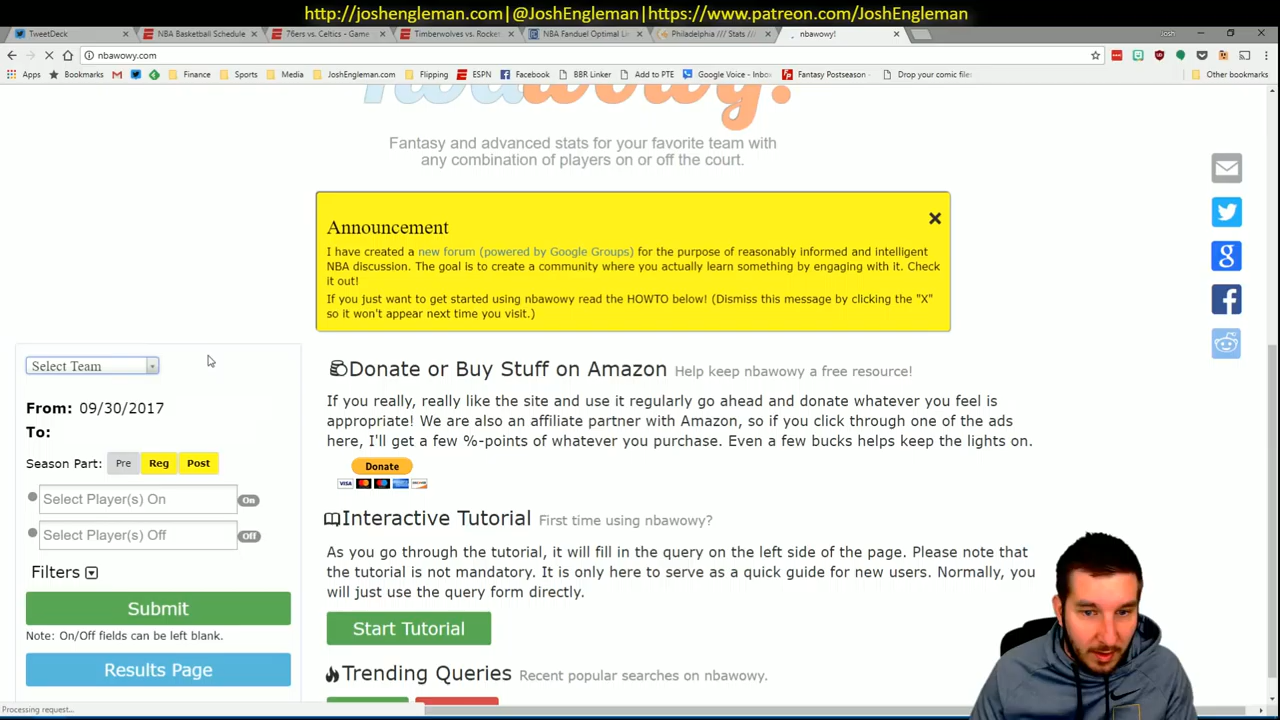 http://joshengleman.com|@JoshEngleman|https://www.patreon.com/JoshEngleman
TweetDeck
NBA Basketball Schedule
76ers vs. Celtics - Game
Timberwolves vs. Rocke
NBA Fanduel Optimal Lin
Philadelphia /// Stats ///
nbawowy!
Josh
nbawowy.com
Apps
Bookmarks
Finance
Sports
Media
JoshEngleman.com
Flipping
ESPN
Facebook
BBR Linker
Add to PTE
Google Voice - Inbo
Fantasy Postseason
Drop your comic file
Other bookmarks
nbawowy!
Fantasy and advanced stats for your favorite team with
any combination of players on or off the court.
Announcement
I have created a new forum (powered by Google Groups) for the purpose of reasonably informed and intelligent
NBA discussion. The goal is to create a community where you actually learn something by engaging with it. Check
it out!
If you just want to get started using nbawowy read the HOWTO below! (Dismiss this message by clicking the "X"
so it won't appear next time you visit.)
Select Team
From: 09/30/2017
To:
Season Part: Pre Reg Post
Select Player(s) On On
Select Player(s) Off Off
Filters
Submit
Note: On/Off fields can be left blank.
Results Page
Donate or Buy Stuff on Amazon Help keep nbawowy a free resource!
If you really, really like the site and use it regularly go ahead and donate whatever you feel is
appropriate! We are also an affiliate partner with Amazon, so if you click through one of the ads
here, I'll get a few %-points of whatever you purchase. Even a few bucks helps keep the lights on.
Donate
Interactive Tutorial First time using nbawowy?
As you go through the tutorial, it will fill in the query on the left side of the page. Please note that
the tutorial is not mandatory. It is only here to serve as a quick guide for new users. Normally, you
will just use the query form directly.
Start Tutorial
Trending Queries Recent popular searches on nbawowy.
Processing request...